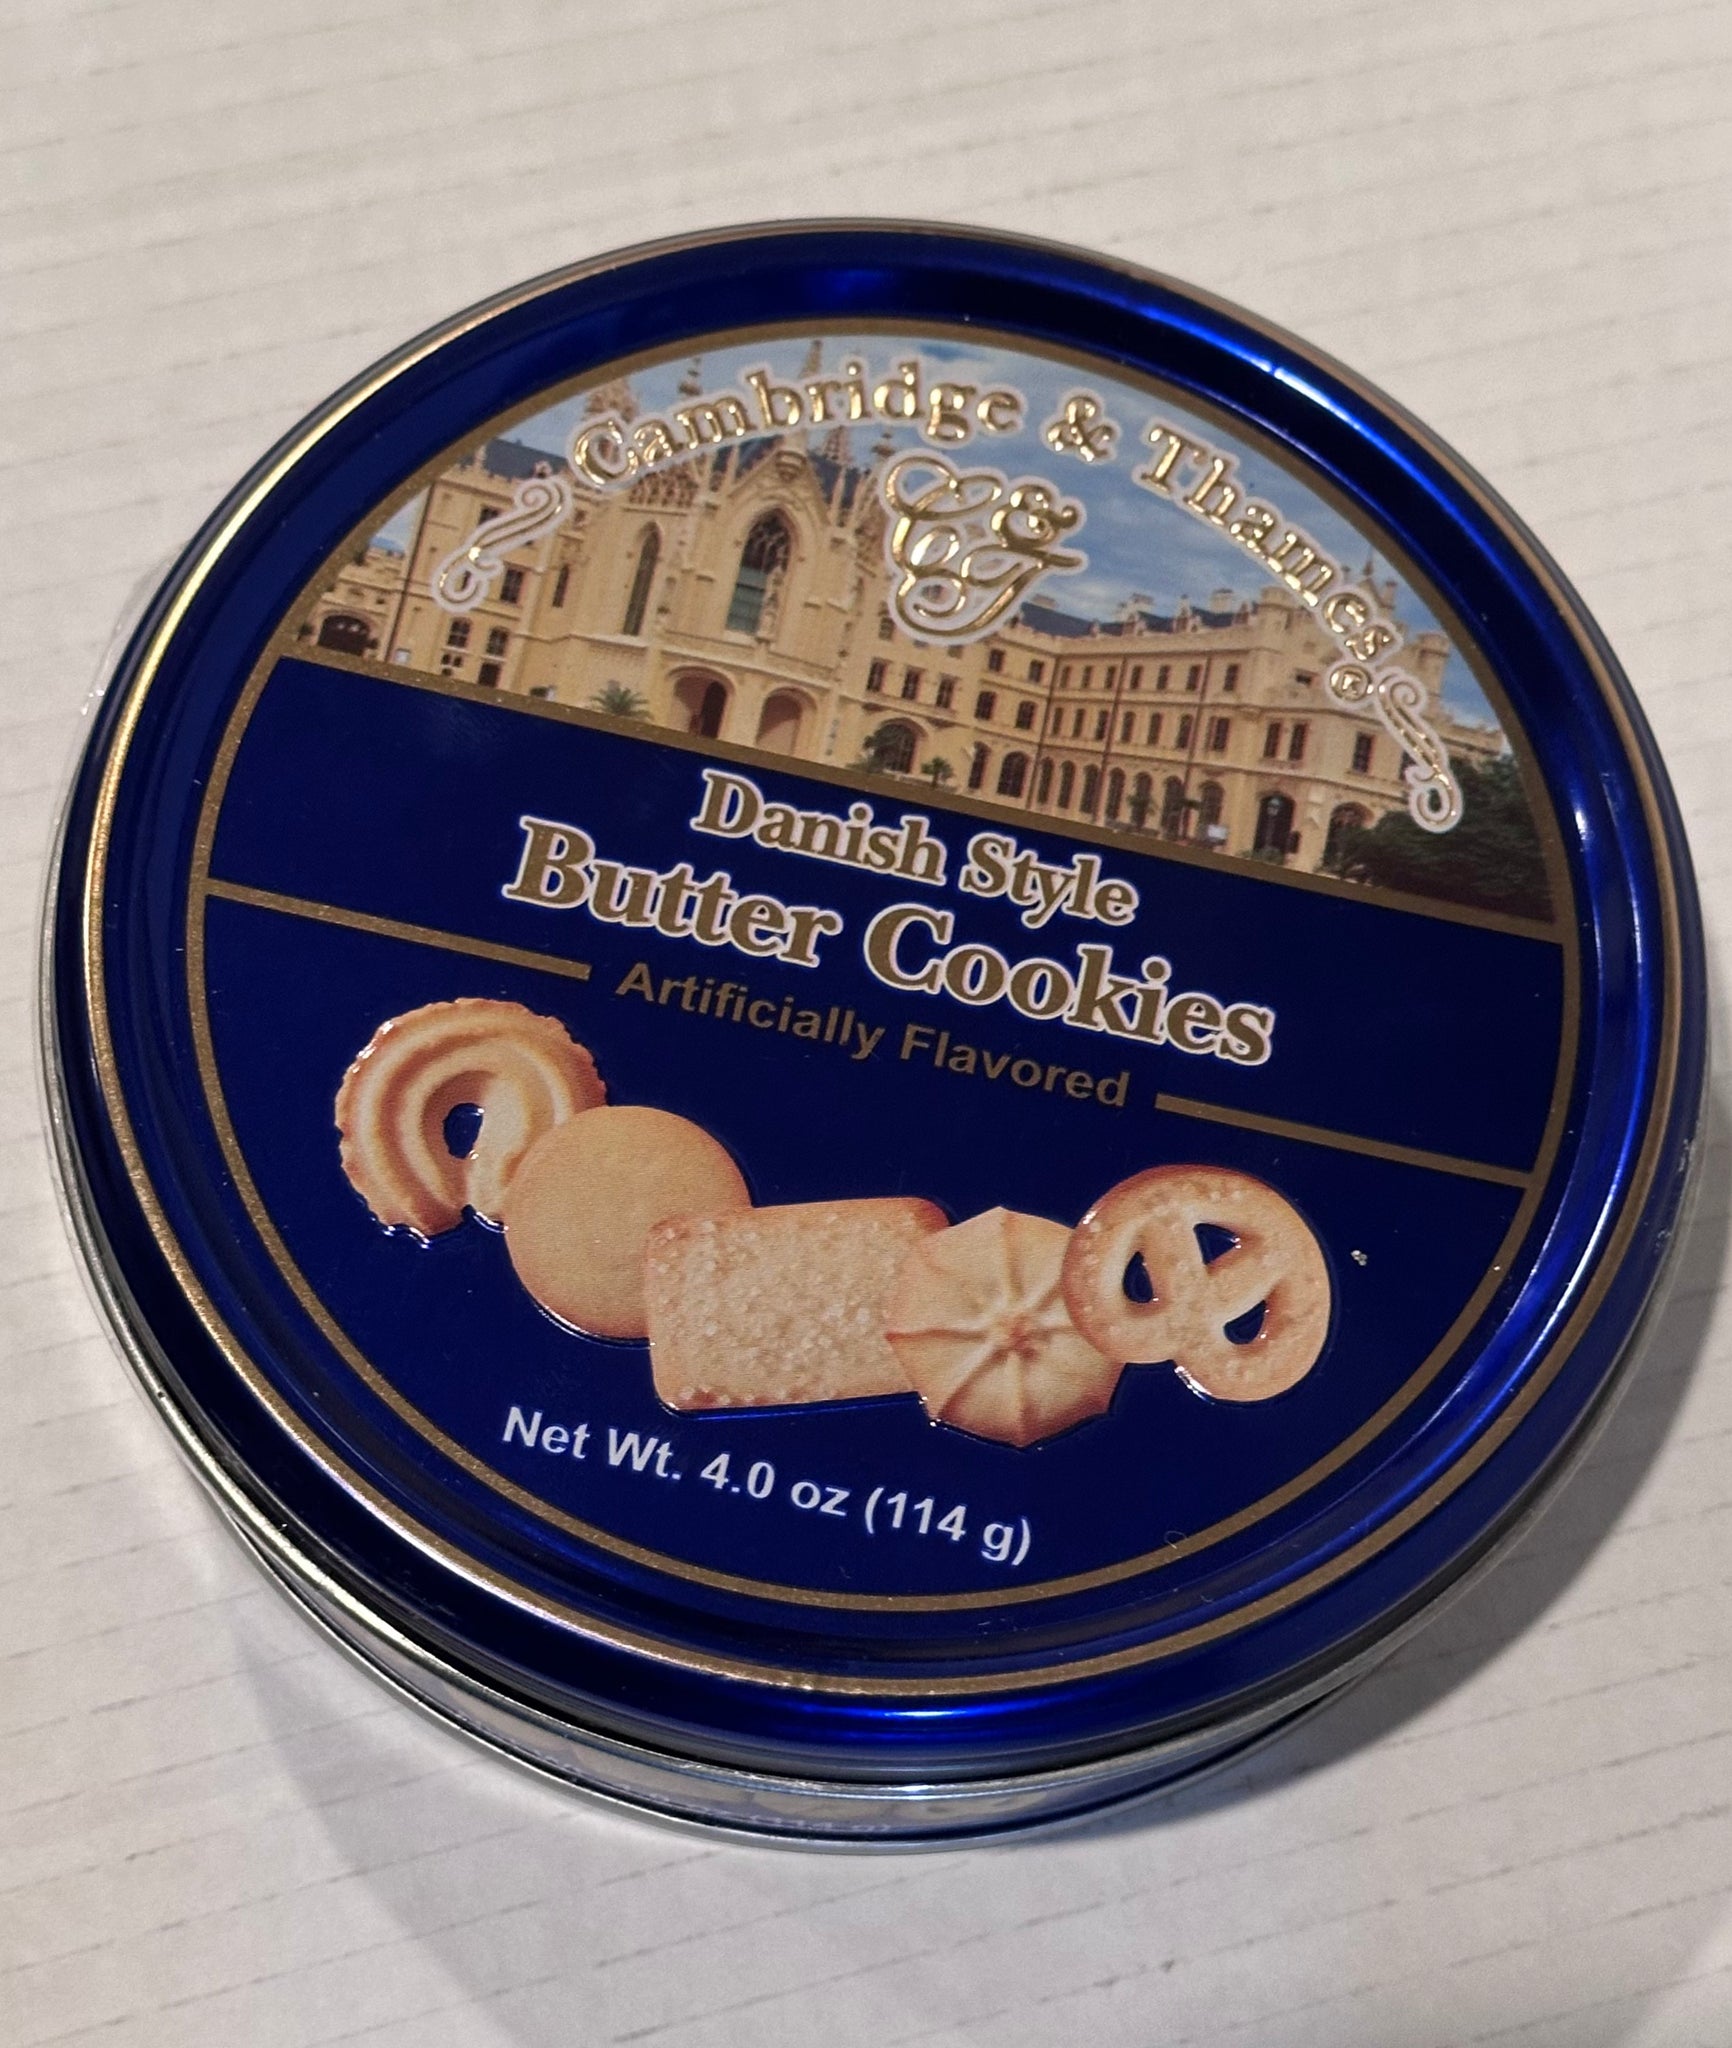 Cambridge & Thames®
C&T
Danish Style
Butter Cookies
Artificially Flavored
Net Wt. 4.0 oz (114 g)